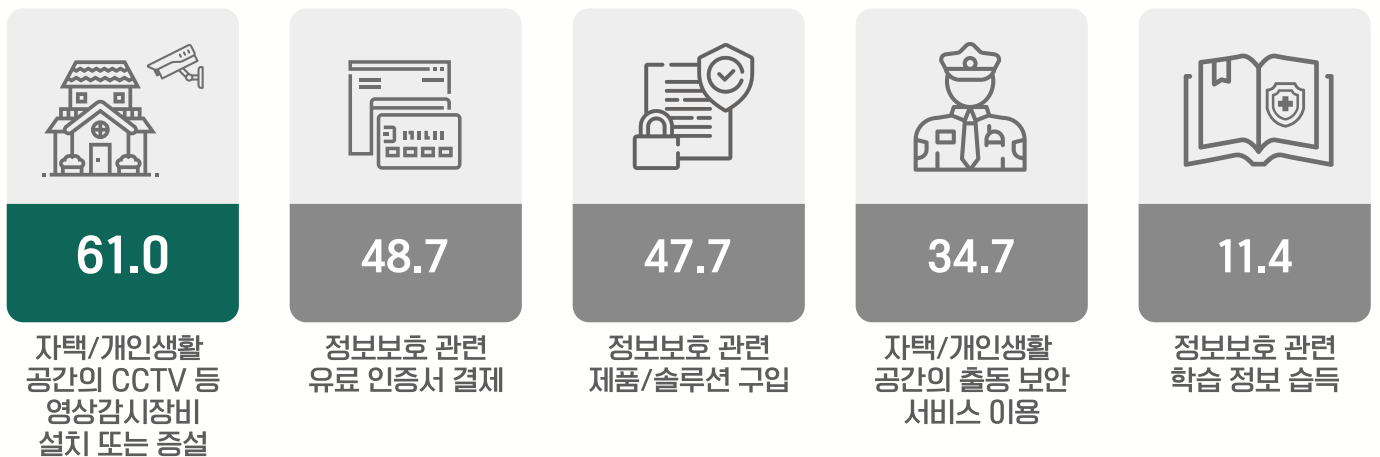 61.0
자택/개인생활
공간의 CCTV 등
영상감시장비
설치 또는 증설
48.7
정보보호 관련
유료 인증서 결제
47.7
정보보호 관련
제품/솔루션 구입
34.7
자택/개인생활
공간의 출동 보안
서비스 이용
11.4
정보보호 관련
학습 정보 습득